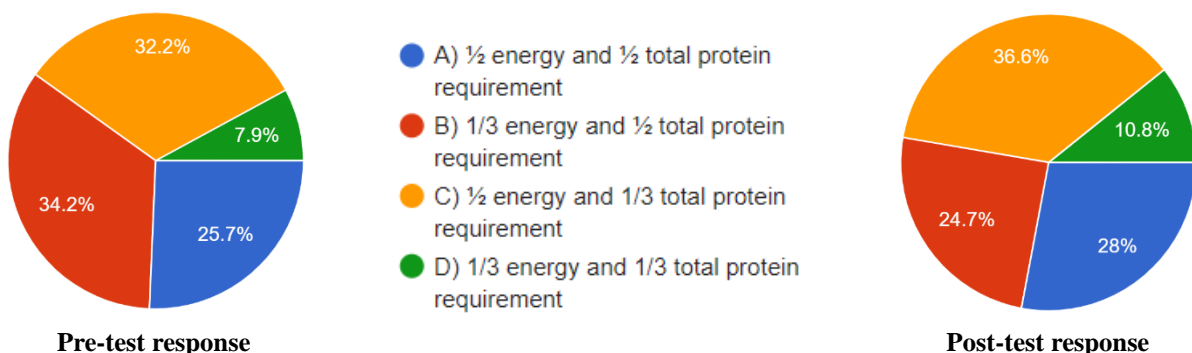 32.2%
7.9%
34.2%
25.7%
Pre-test response
A) ½ energy and ½ total protein
requirement
B) 1/3 energy and ½ total protein
requirement
C) ½ energy and 1/3 total protein
requirement
D) 1/3 energy and 1/3 total protein
requirement
36.6%
10.8%
24.7%
28%
Post-test response